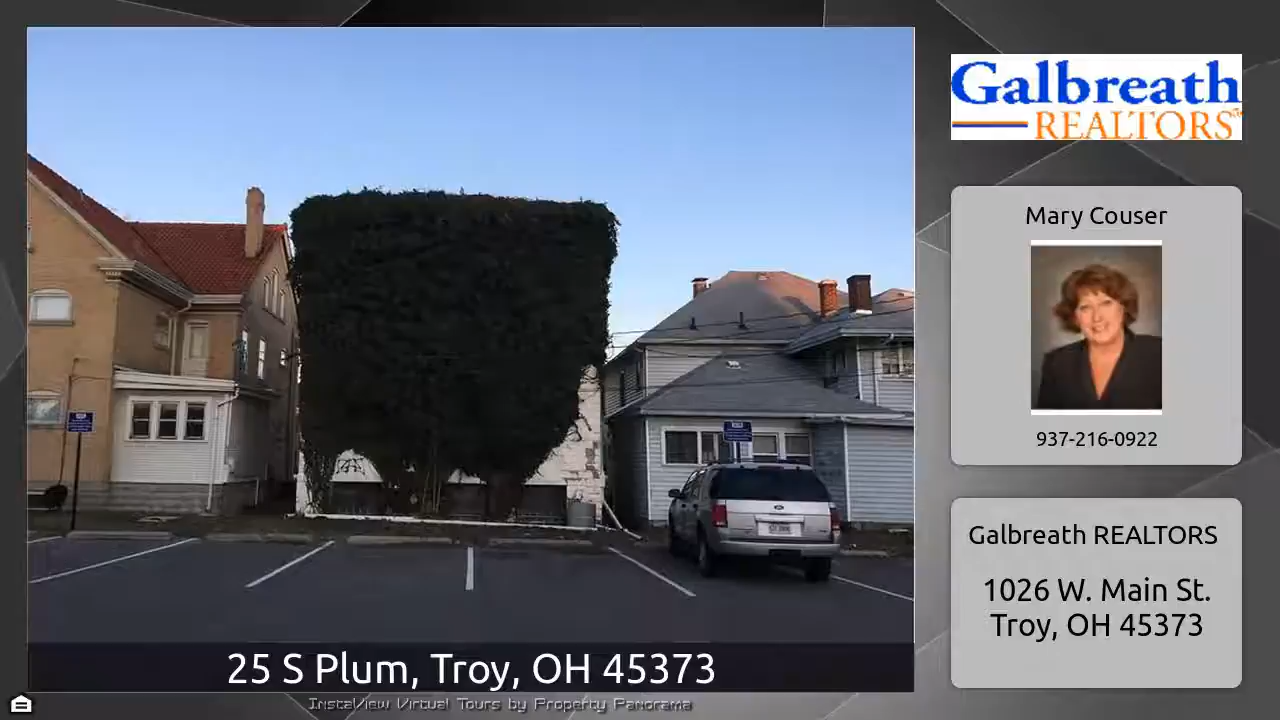 Galbreath
REALTORS
Mary Couser
937-216-0922
Galbreath REALTORS
1026 W. Main St.
Troy, OH 45373
25 S Plum, Troy, OH 45373
InstaView Virtual Tours by Property Panorama